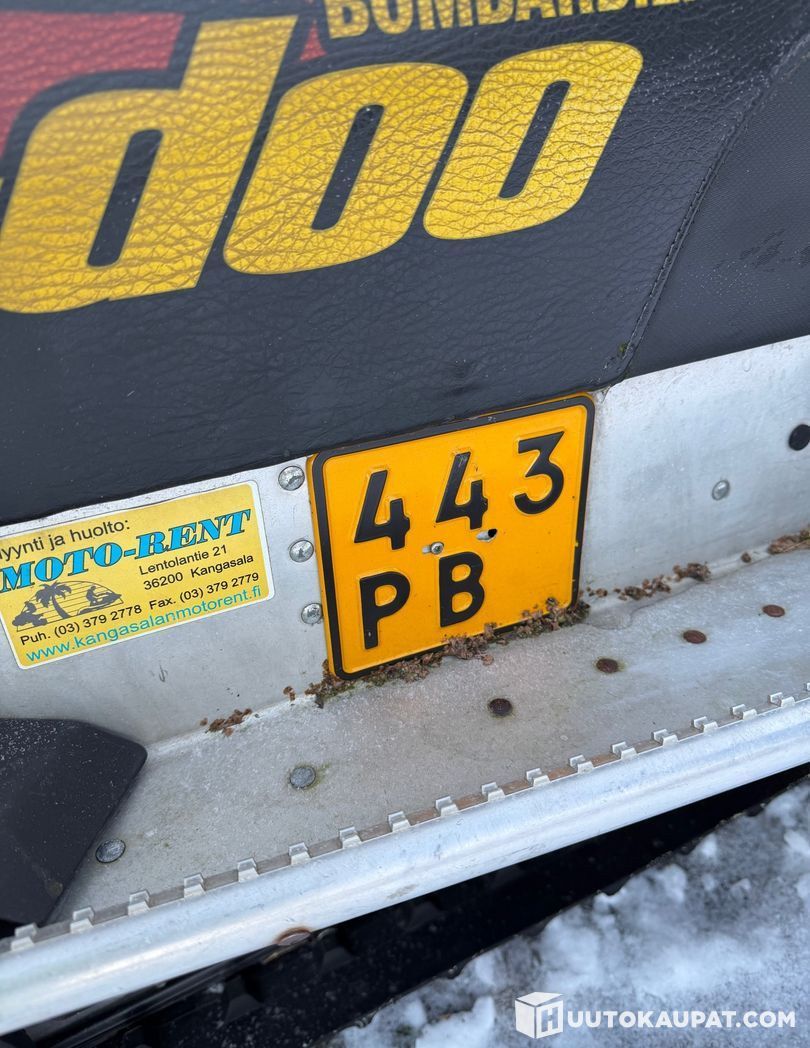 BOMBARDIER
doo
443
PB
yynti ja huolto:
MOTO-RENT
Lentolantie 21
36200 Kangasala
Puh. (03) 379 2778 Fax. (03) 379 2779
www.kangasalanmotorent.fi
HUUTOKAUPAT.COM